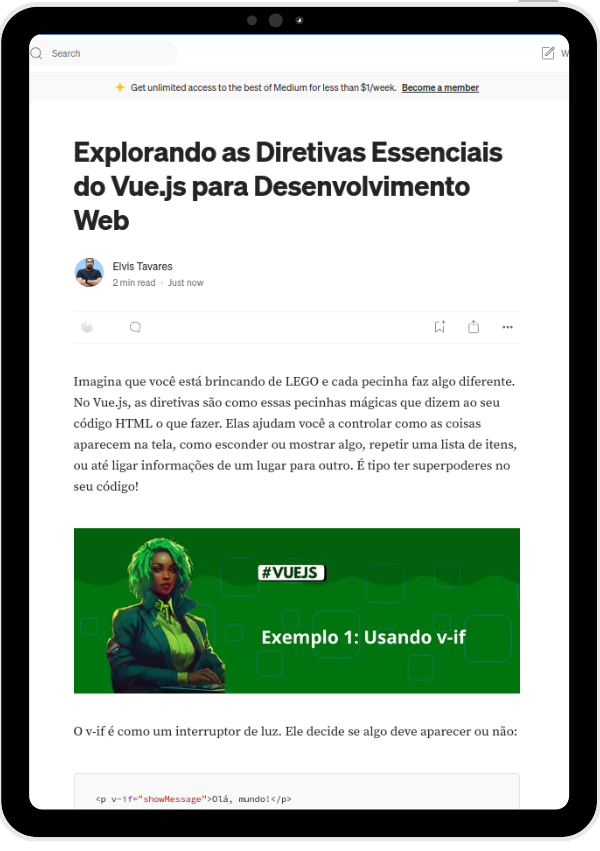 Search
W
Get unlimited access to the best of Medium for less than $1/week. Become a member
Explorando as Diretivas Essenciais
do Vue.js para Desenvolvimento
Web
Elvis Tavares
2 min read · Just now
Imagina que você está brincando de LEGO e cada pecinha faz algo diferente.
No Vue.js, as diretivas são como essas pecinhas mágicas que dizem ao seu
código HTML o que fazer. Elas ajudam você a controlar como as coisas
aparecem na tela, como esconder ou mostrar algo, repetir uma lista de itens,
ou até ligar informações de um lugar para outro. É tipo ter superpoderes no
seu código!
#VUEJS
Exemplo 1: Usando v-if
O v-if é como um interruptor de luz. Ele decide se algo deve aparecer ou não:
<p v-if="showMessage">Olá, mundo!</p>